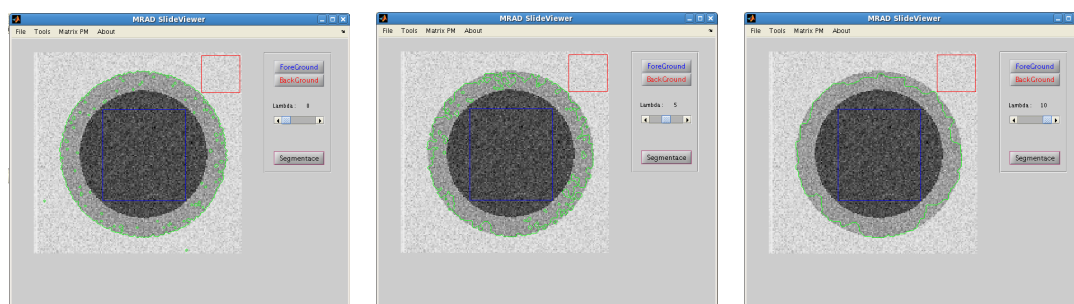 MRAD SlideViewer
File Tools Matrix PM About
ForeGround
BackGround
Lambda :
Segmentace
MRAD SlideViewer
File Tools Matrix PM About
ForeGround
BackGround
Lambda : 5
Segmentace
MRAD SlideViewer
File Tools Matrix PM About
ForeGround
BackGround
Lambda : 10
Segmentace